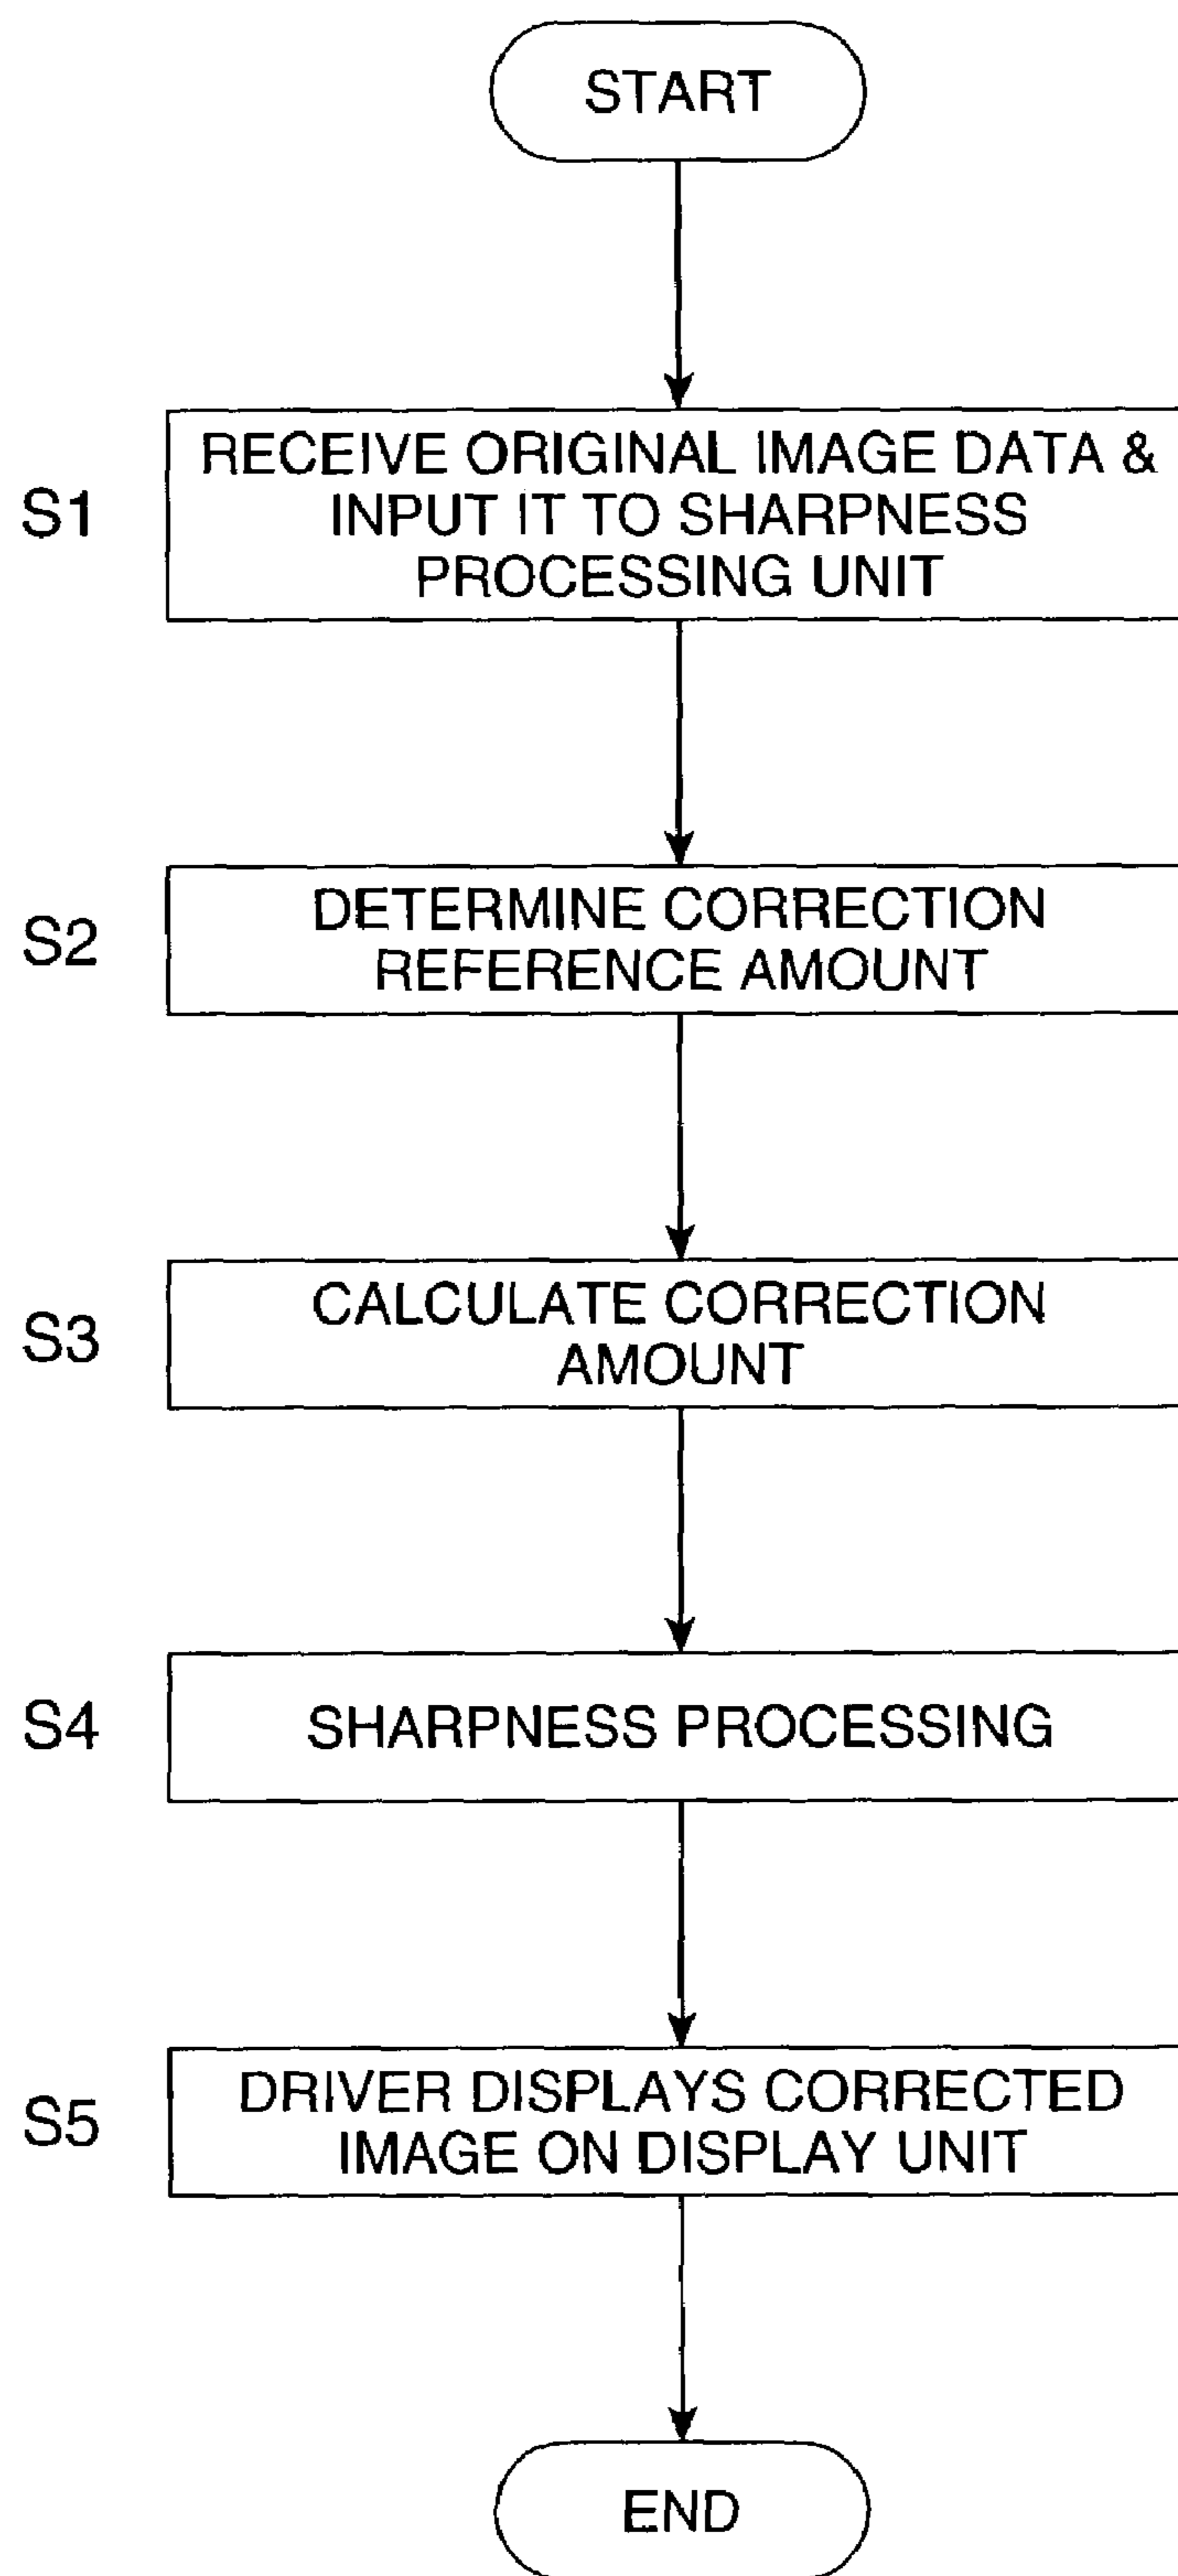 START
S1
RECEIVE ORIGINAL IMAGE DATA &
INPUT IT TO SHARPNESS
PROCESSING UNIT
S2
DETERMINE CORRECTION
REFERENCE AMOUNT
S3
CALCULATE CORRECTION
AMOUNT
S4
SHARPNESS PROCESSING
S5
DRIVER DISPLAYS CORRECTED
IMAGE ON DISPLAY UNIT
END